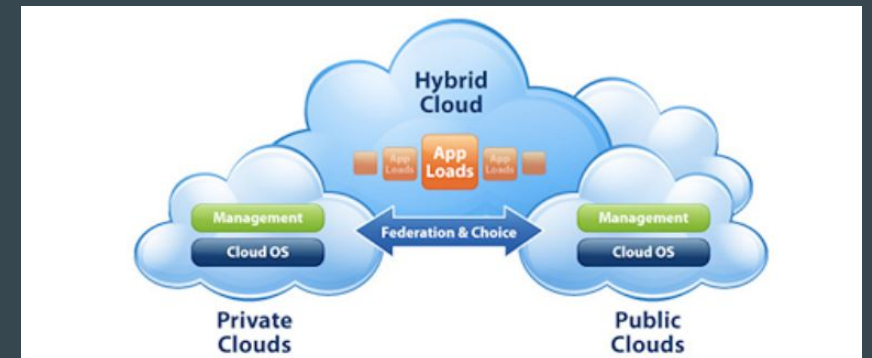 Hybrid
Cloud
App
Loads
App
Loads
App
Loads
Management
Cloud OS
Federation & Choice
Management
Cloud OS
Private
Clouds
Public
Clouds